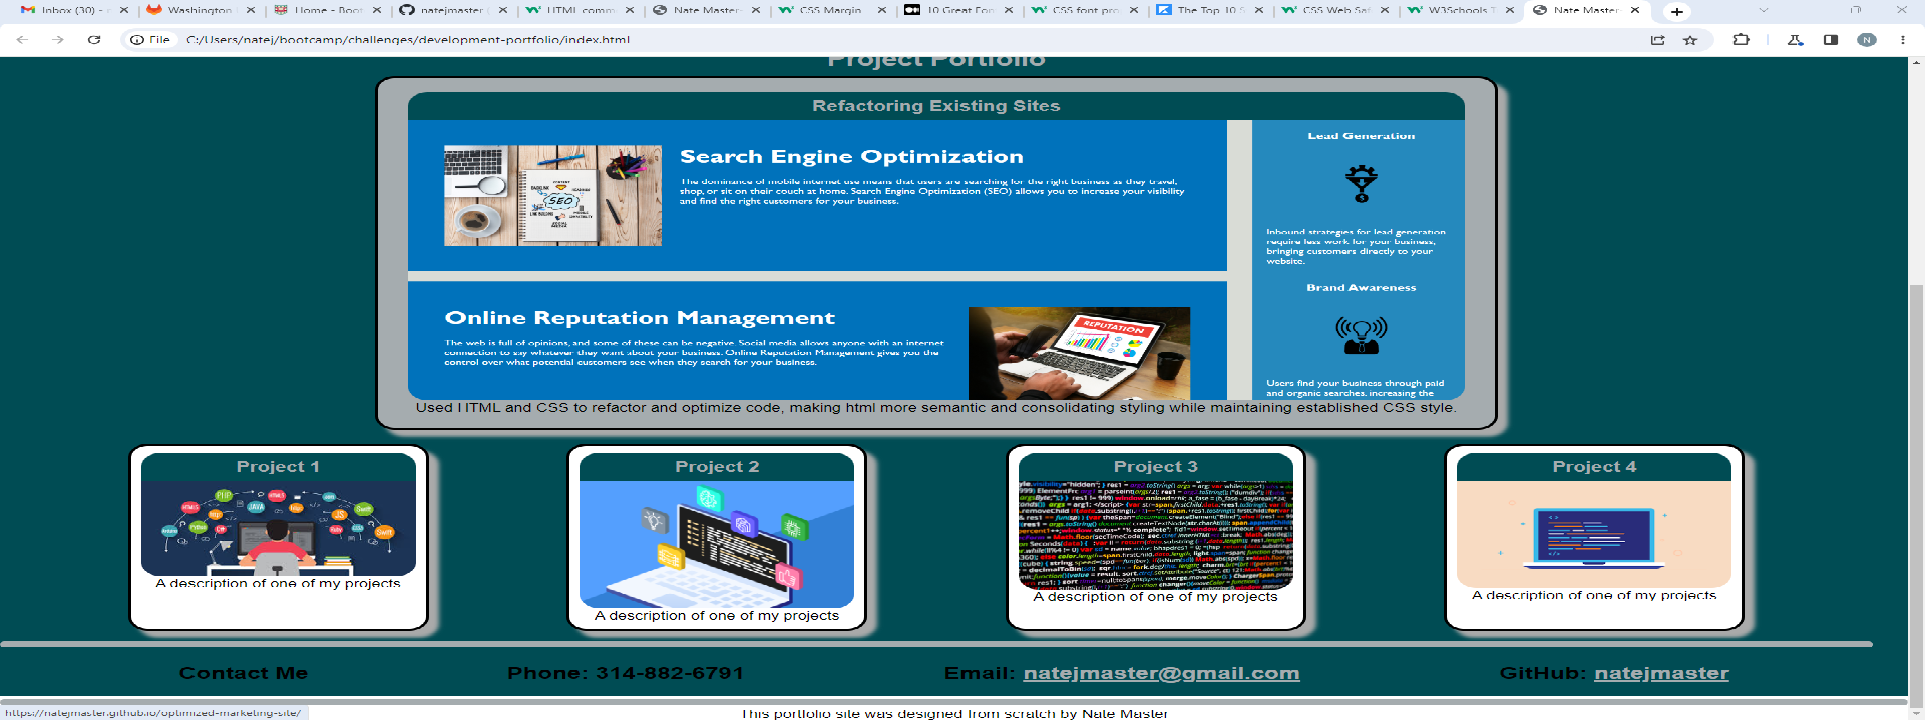 Inbox (30) -
Washington
Home - Boot
natejmaster
HTML comm
Nate Master
CSS Margin
10 Great Fon
CSS font pro
The Top 10 S
CSS Web Saf
W3Schools T
Nate Master
File C:/Users/natej/bootcamp/challenges/development-portfolio/index.html
N
Project Portfolio
Refactoring Existing Sites
Search Engine Optimization
The dominance of mobile internet use means that users are searching for the right business as they travel,
shop, or sit on their couch at home. Search Engine Optimization (SEO) allows you to increase your visibility
and find the right customers for your business.
SEO
Lead Generation
Inbound strategies for lead generation
require less work for your business,
bringing customers directly to your
website.
Brand Awareness
Users find your business through paid
and organic searches, increasing the
Online Reputation Management
The web is full of opinions, and some of these can be negative. Social media allows anyone with an internet
connection to say whatever they want about your business. Online Reputation Management gives you the
control over what potential customers see when they search for your business.
REPUTATION
Used HTML and CSS to refactor and optimize code, making html more semantic and consolidating styling while maintaining established CSS style.
Project 1
PHP
JAVA
Python
JS
Swift
Swift
A description of one of my projects
Project 2
A description of one of my projects
Project 3
A description of one of my projects
Project 4
A description of one of my projects
Contact Me
Phone: 314-882-6791
Email: natejmaster@gmail.com
GitHub: natejmaster
https://natejmaster.github.io/optimized-marketing-site/
This portfolio site was designed from scratch by Nate Master